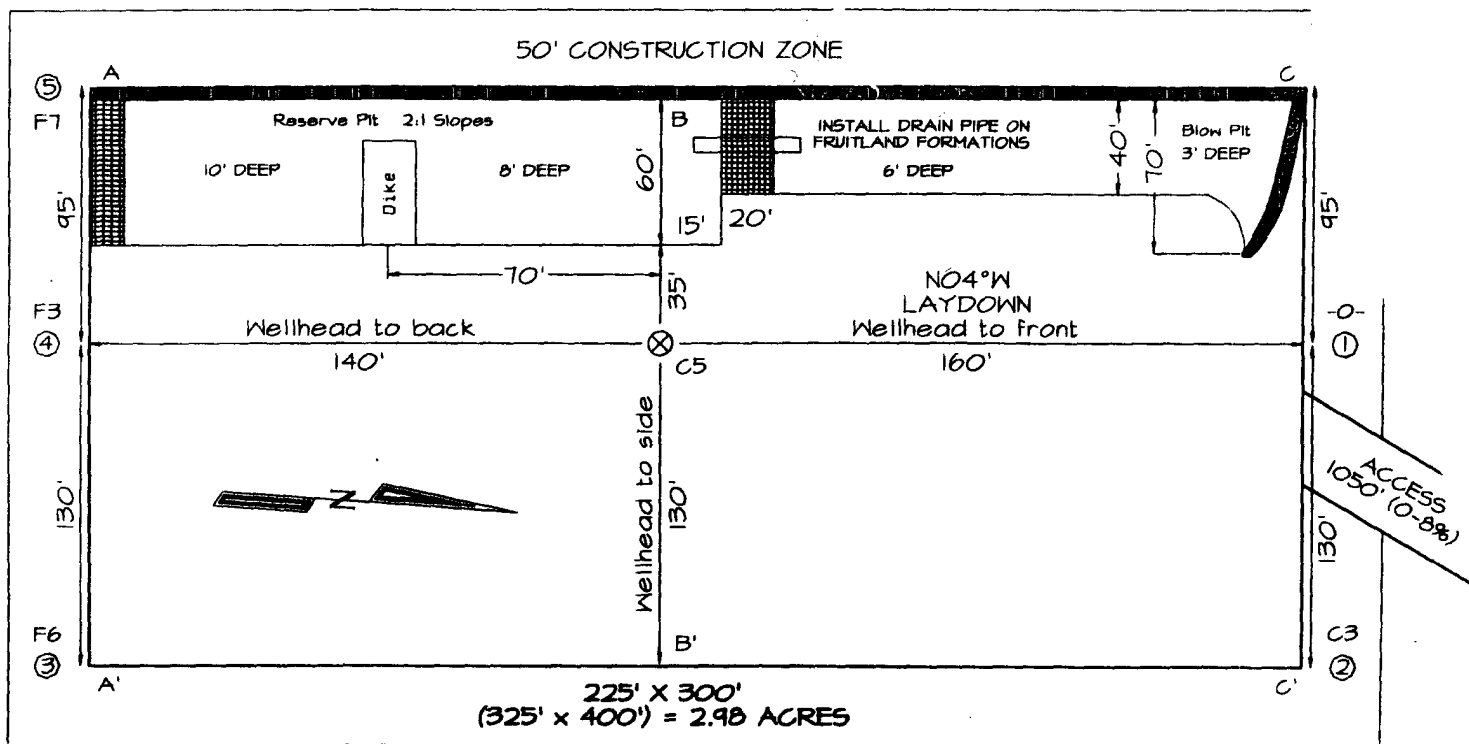 50' CONSTRUCTION ZONE
A
C
⑤
F7
Reserve Pit 2:1 Slopes
B
INSTALL DRAIN PIPE ON
FRUITLAND FORMATIONS
Blow Pit
3' DEEP
10' DEEP
8' DEEP
6' DEEP
Dike
60'
40'
70'
95'
95'
15'
20'
70'
35'
N04°W
LAYDOWN
F3
④
Wellhead to back
Wellhead to front
-0-
①
140'
C5
160'
Wellhead to side
130'
N
130'
130'
ACCESS
1050' (0-8%)
F6
③
A'
B'
C3
②
C'
225' X 300'
(325' x 400') = 2.98 ACRES